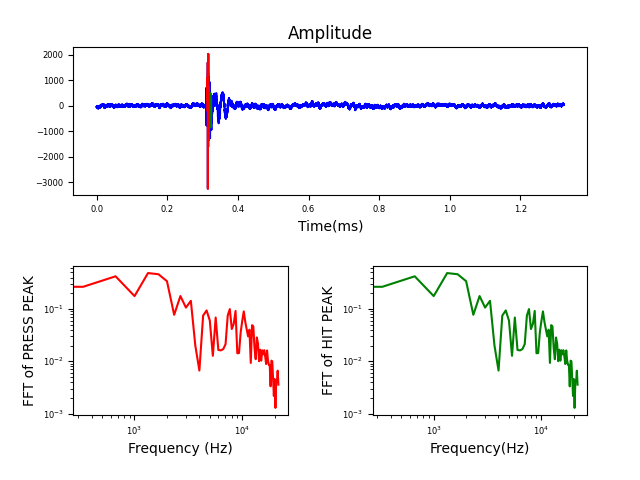 Amplitude
2000
1000
0
−1000
−2000
−3000
0.0 0.2 0.4 0.6 0.8 1.0 1.2
Time(ms)
FFT of PRESS PEAK
10⁻¹
10⁻²
10⁻³
10³ 10⁴
Frequency (Hz)
FFT of HIT PEAK
10⁻¹
10⁻²
10⁻³
10³ 10⁴
Frequency(Hz)